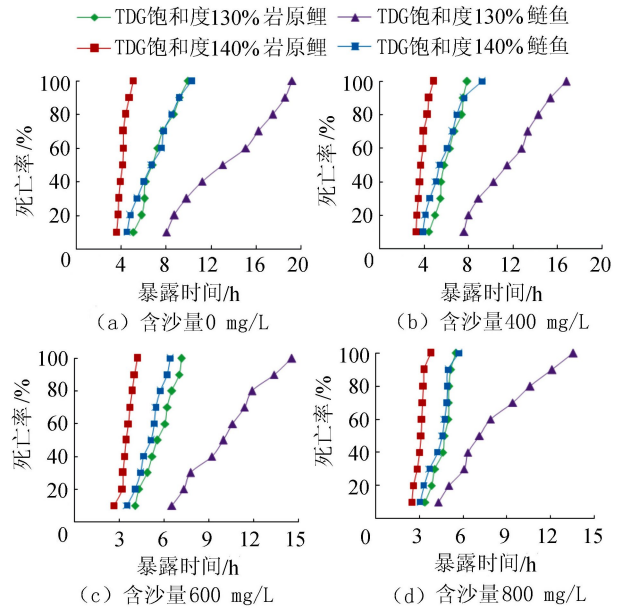 TDG饱和度130%岩原鲤 TDG饱和度130%鲢鱼
TDG饱和度140%岩原鲤 TDG饱和度140%鲢鱼
死亡率/%
100
80
60
40
20
0
4 8 12 16 20
暴露时间/h
(a) 含沙量0 mg/L
死亡率/%
100
80
60
40
20
0
4 8 12 16 20
暴露时间/h
(b) 含沙量400 mg/L
死亡率/%
100
80
60
40
20
0
3 6 9 12 15
暴露时间/h
(c) 含沙量600 mg/L
死亡率/%
100
80
60
40
20
0
3 6 9 12 15
暴露时间/h
(d) 含沙量800 mg/L